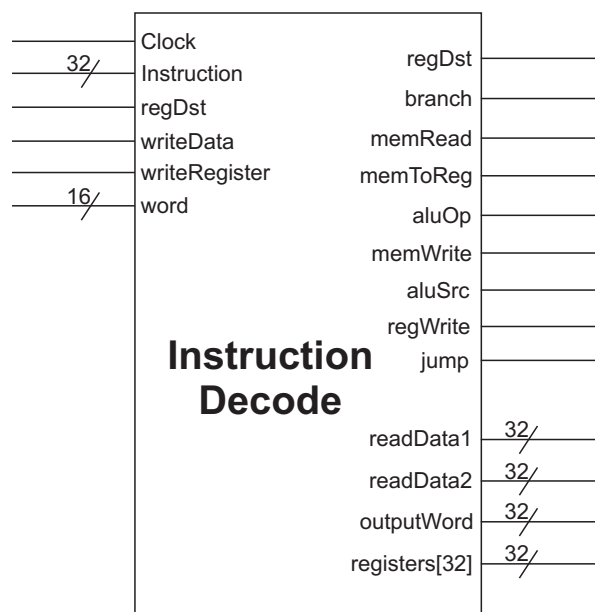 Clock
32
Instruction
regDst
writeData
writeRegister
16
word
regDst
branch
memRead
memToReg
aluOp
memWrite
aluSrc
regWrite
jump
Instruction
Decode
readData1
32
readData2
32
outputWord
32
registers[32]
32